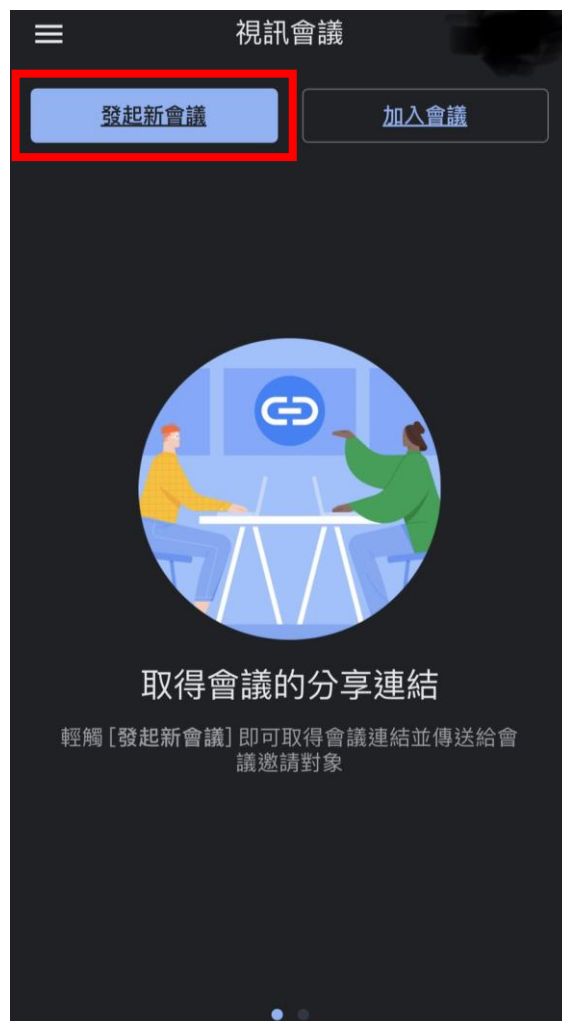 視訊會議
發起新會議
加入會議
取得會議的分享連結
輕觸 [發起新會議] 即可取得會議連結並傳送給會
議邀請對象